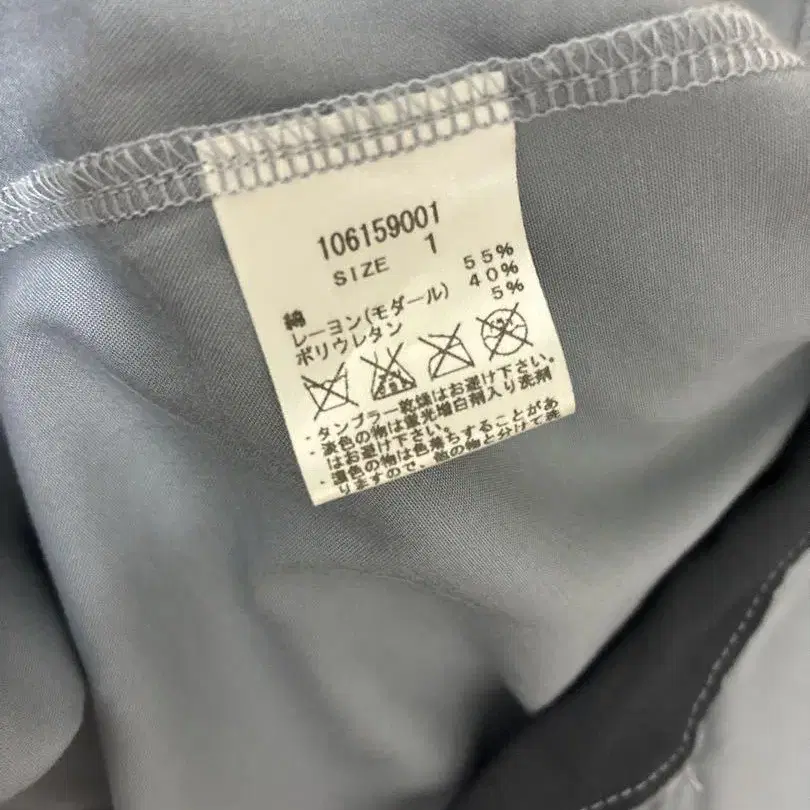 106159001
SIZE 1
綿 55%
レーヨン(モダール) 40%
ポリウレタン 5%
・タンブラー乾燥はお避け下さい。
・淡色の物は蛍光増白剤入り洗剤
はお避け下さい。
・濃色の物は色落ちすることがあ
りますので、他の物と分けて洗